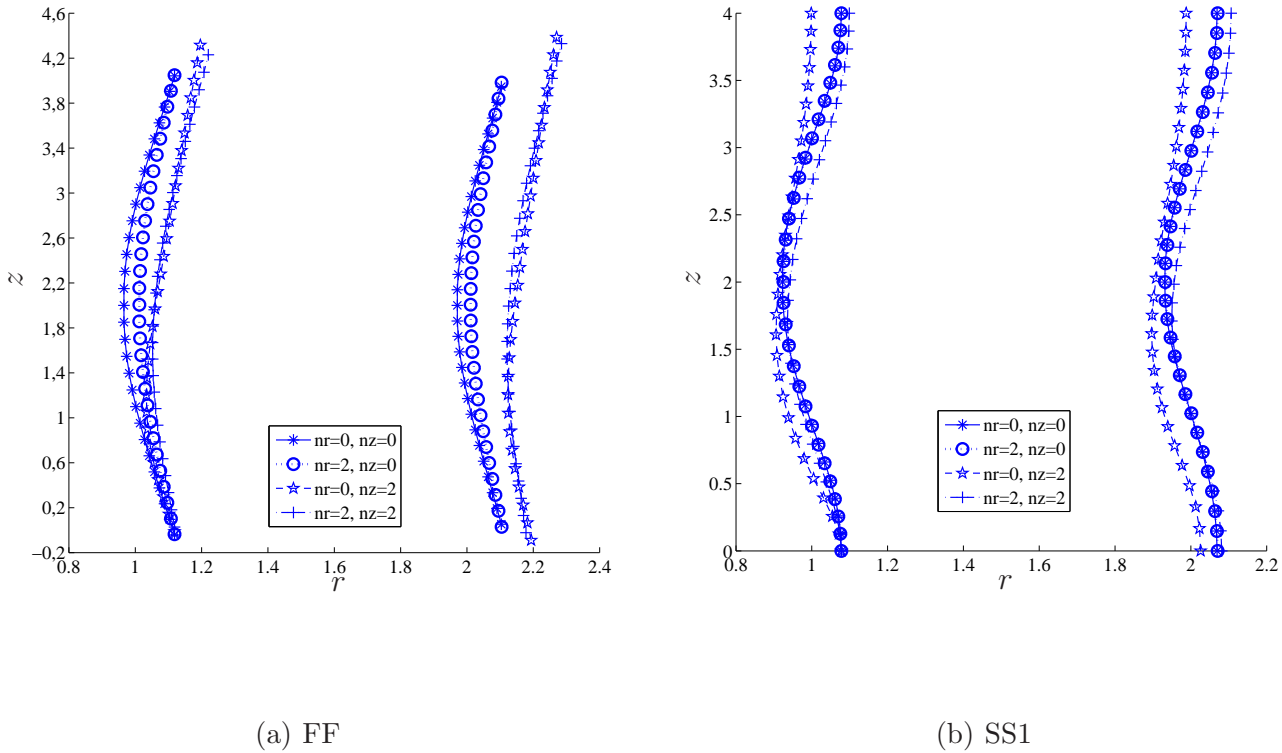 4,6
4.2
3,8
3,4
3
2.6
2.2
1.8
1,4
1
0.6
0,2
−0,2
z
0.8
1
1.2
1.4
1.6
1.8
2
2.2
2.4
r
nr=0, nz=0
nr=2, nz=0
nr=0, nz=2
nr=2, nz=2
(a) FF
4
3.5
3
2.5
2
1.5
1
0.5
0
z
0.8
1
1.2
1.4
1.6
1.8
2
2.2
r
nr=0, nz=0
nr=2, nz=0
nr=0, nz=2
nr=2, nz=2
(b) SS1